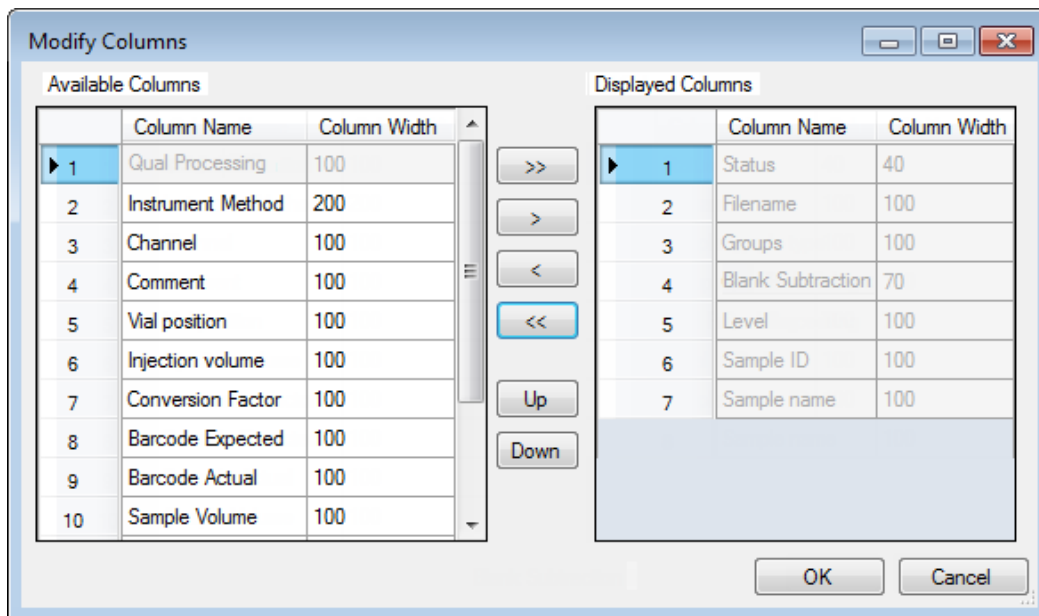 Modify Columns
Available Columns
Column Name Column Width
1 Qual Processing 100
2 Instrument Method 200
3 Channel 100
4 Comment 100
5 Vial position 100
6 Injection volume 100
7 Conversion Factor 100
8 Barcode Expected 100
9 Barcode Actual 100
10 Sample Volume 100
>>
>
<
<<
Up
Down
Displayed Columns
Column Name Column Width
1 Status 40
2 Filename 100
3 Groups 100
4 Blank Subtraction 70
5 Level 100
6 Sample ID 100
7 Sample name 100
OK Cancel